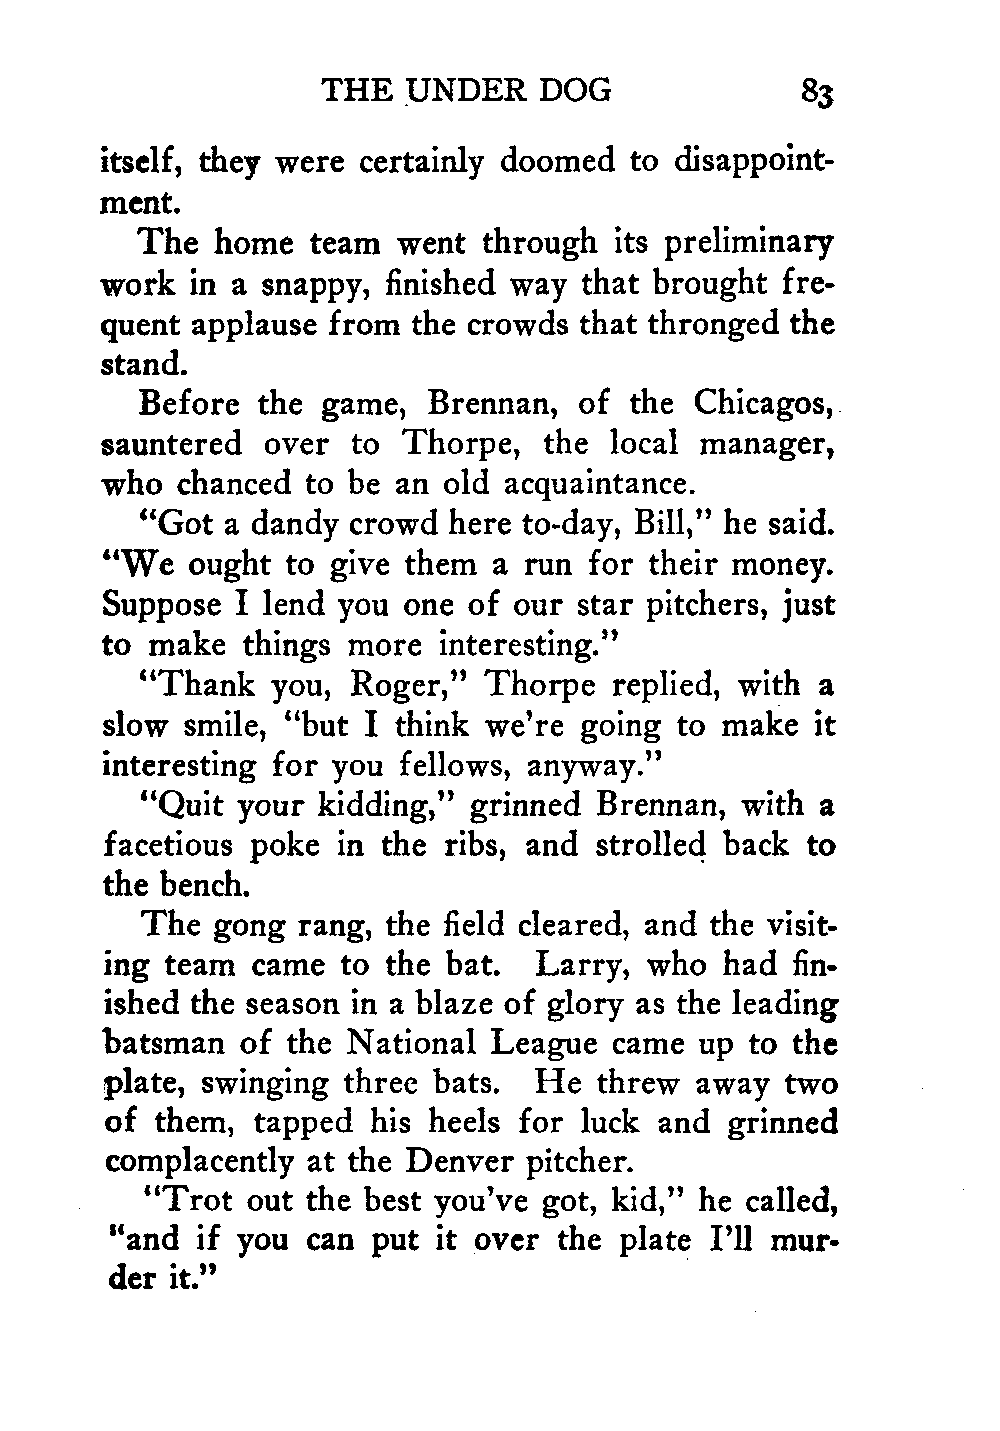 THE UNDER DOG 83
itself, they were certainly doomed to disappoint-
ment.
The home team went through its preliminary
work in a snappy, finished way that brought fre-
quent applause from the crowds that thronged the
stand.
Before the game, Brennan, of the Chicagos,
sauntered over to Thorpe, the local manager,
who chanced to be an old acquaintance.
“Got a dandy crowd here to-day, Bill,” he said.
“We ought to give them a run for their money.
Suppose I lend you one of our star pitchers, just
to make things more interesting.”
“Thank you, Roger,” Thorpe replied, with a
slow smile, “but I think we’re going to make it
interesting for you fellows, anyway.”
“Quit your kidding,” grinned Brennan, with a
facetious poke in the ribs, and strolled back to
the bench.
The gong rang, the field cleared, and the visit-
ing team came to the bat. Larry, who had fin-
ished the season in a blaze of glory as the leading
batsman of the National League came up to the
plate, swinging three bats. He threw away two
of them, tapped his heels for luck and grinned
complacently at the Denver pitcher.
“Trot out the best you’ve got, kid,” he called,
“and if you can put it over the plate I’ll mur-
der it.”